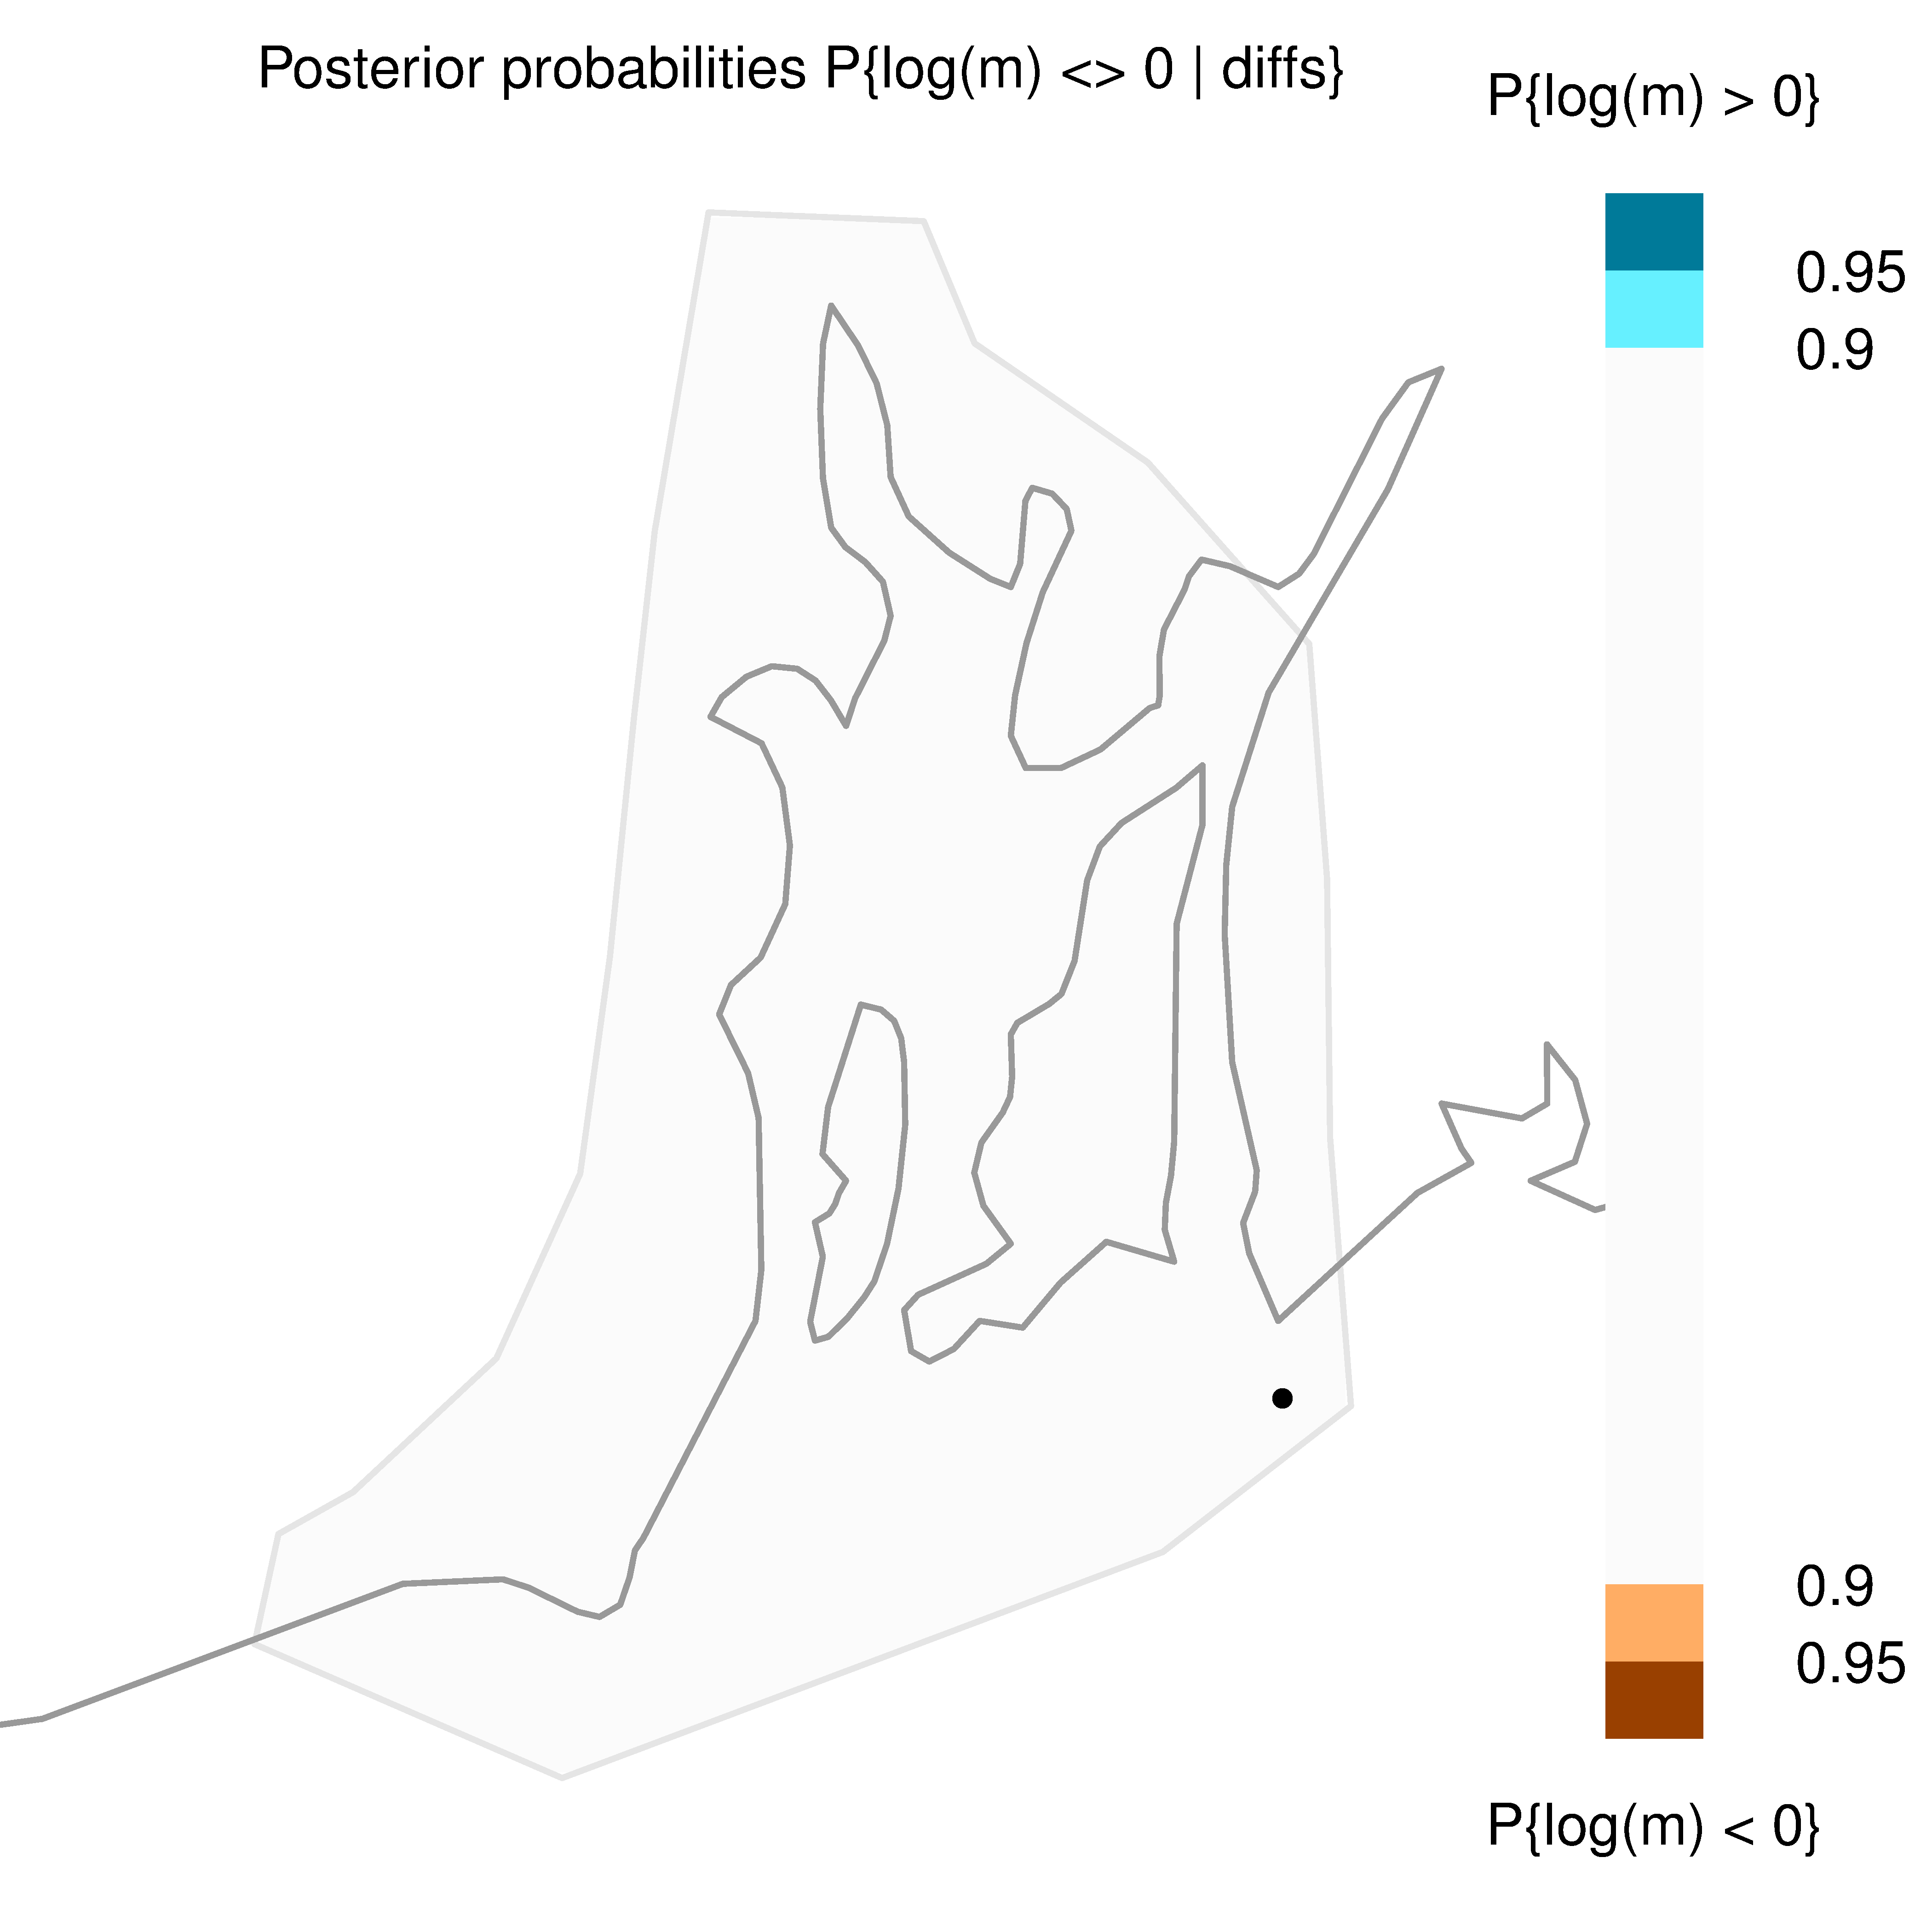 Posterior probabilities P{log(m) <> 0 | diffs}
P{log(m) > 0}
0.95
0.9
0.9
0.95
P{log(m) < 0}